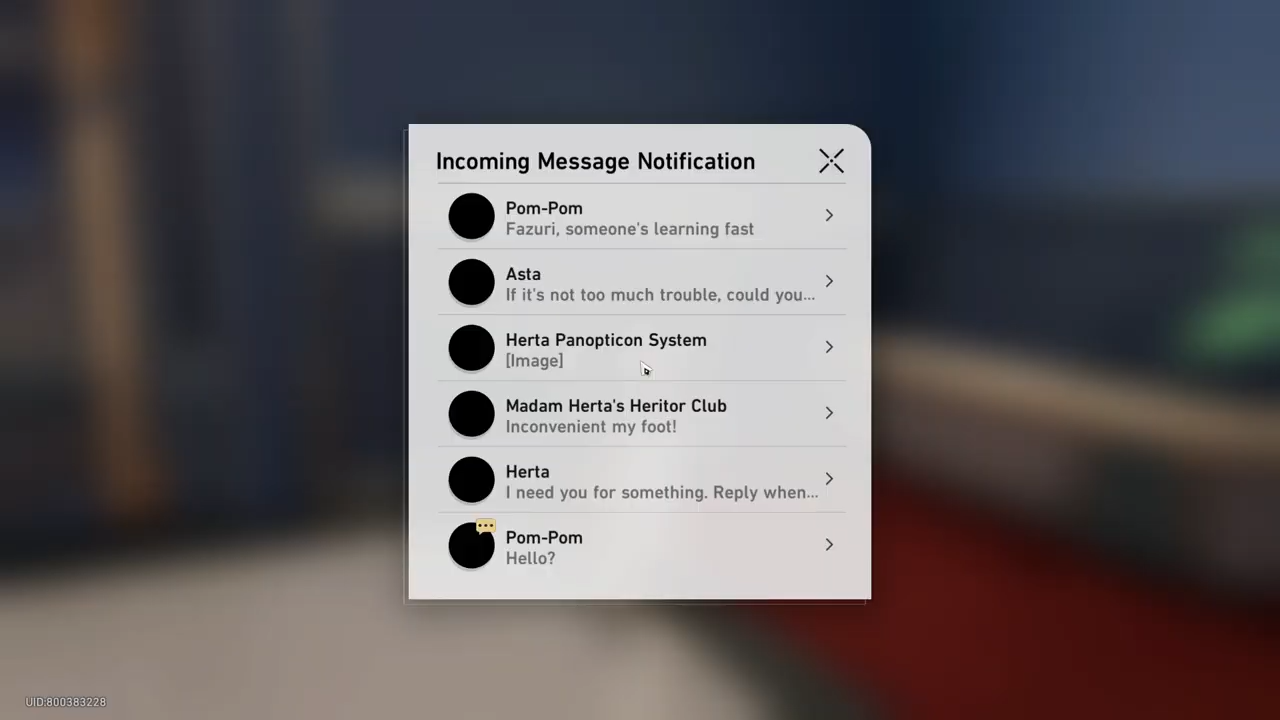 Incoming Message Notification
Pom-Pom
Fazuri, someone's learning fast
Asta
If it's not too much trouble, could you...
Herta Panopticon System
[Image]
Madam Herta's Heritor Club
Inconvenient my foot!
Herta
I need you for something. Reply when...
Pom-Pom
Hello?
UID:800383228